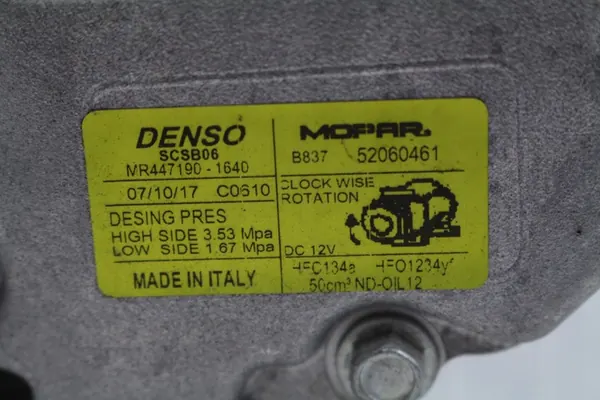 DENSO
SCSB06
MR447190-1640
07/10/17 C0610
DESING PRES
HIGH SIDE 3.53 Mpa
LOW SIDE 1.67 Mpa
MADE IN ITALY
MOPAR.
B837 52060461
CLOCK WISE
ROTATION
DC 12V
HFC134a HFO1234yf
50cm³ ND-OIL12